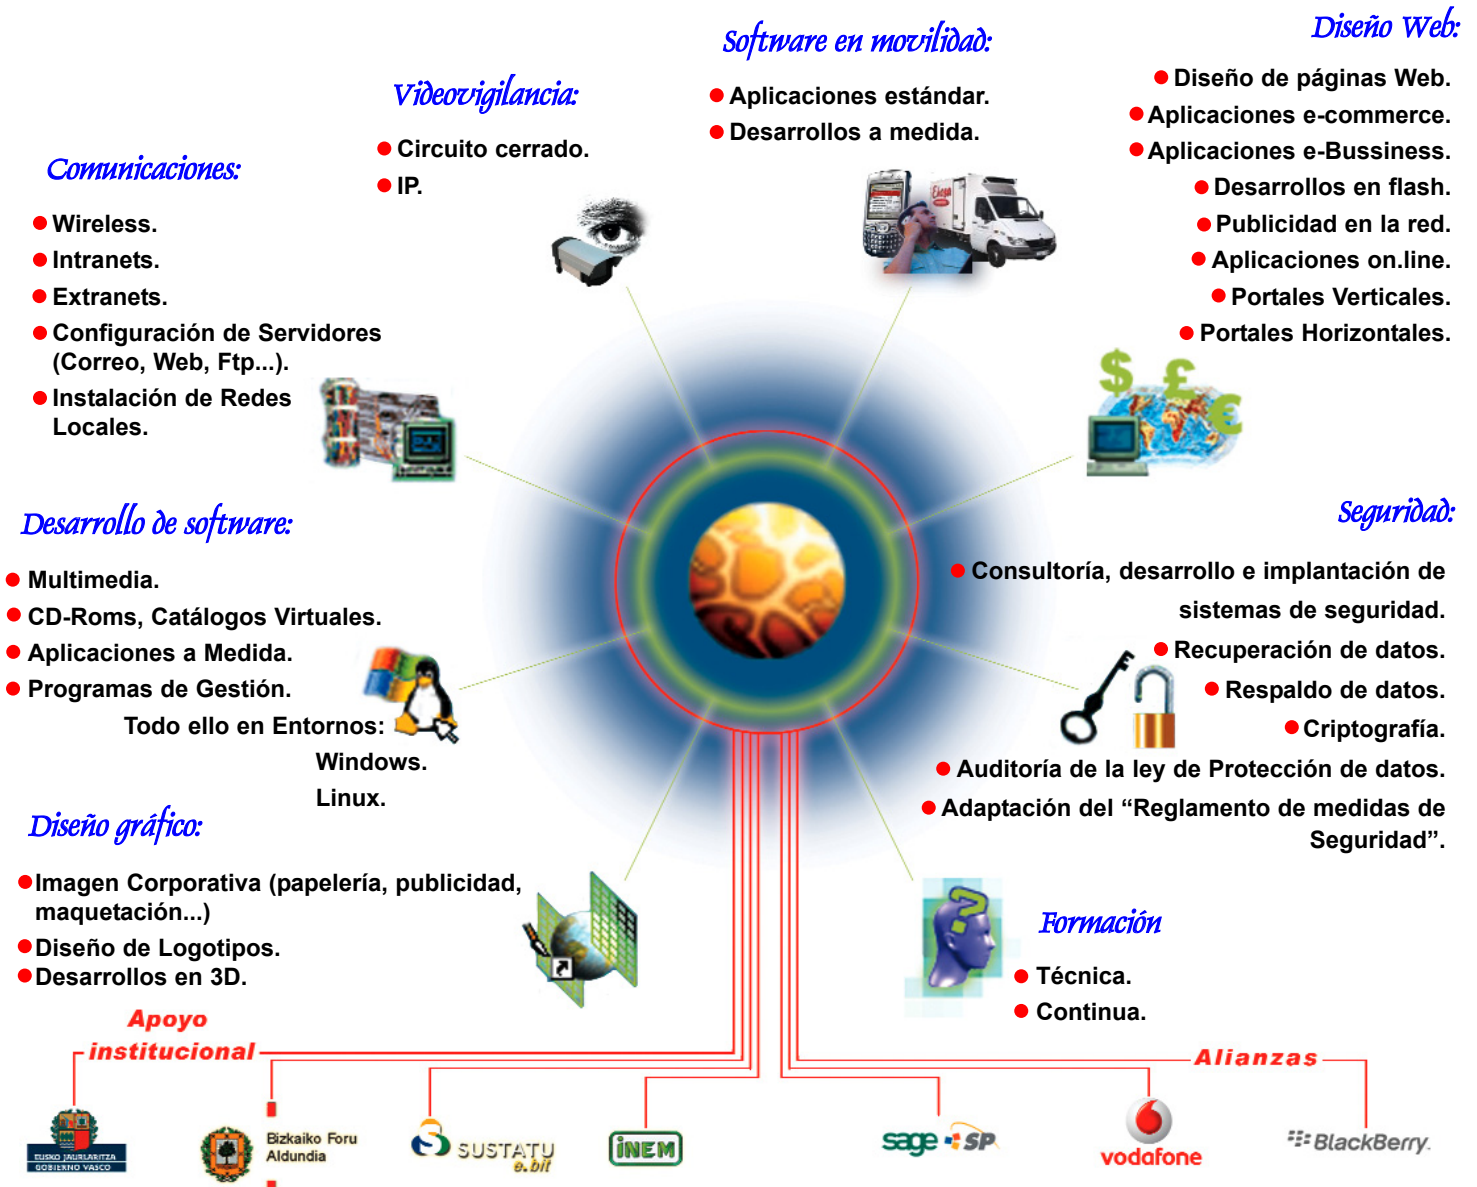 Software en movilidad:
Aplicaciones estándar.
Desarrollos a medida.
Diseño Web:
Diseño de páginas Web.
Aplicaciones e-commerce.
Aplicaciones e-Bussiness.
Desarrollos en flash.
Publicidad en la red.
Aplicaciones on.line.
Portales Verticales.
Portales Horizontales.
Videovigilancia:
Circuito cerrado.
IP.
Ekopa
Comunicaciones:
Wireless.
Intranets.
Extranets.
Configuración de Servidores
(Correo, Web, Ftp...).
Instalación de Redes
Locales.
$ £ €
Desarrollo de software:
Multimedia.
CD-Roms, Catálogos Virtuales.
Aplicaciones a Medida.
Programas de Gestión.
Todo ello en Entornos:
Windows.
Linux.
Seguridad:
Consultoría, desarrollo e implantación de
sistemas de seguridad.
Recuperación de datos.
Respaldo de datos.
Criptografía.
Auditoría de la ley de Protección de datos.
Adaptación del “Reglamento de medidas de
Seguridad”.
Diseño gráfico:
Imagen Corporativa (papelería, publicidad,
maquetación...)
Diseño de Logotipos.
Desarrollos en 3D.
?
Formación
Técnica.
Continua.
Apoyo
institucional
Alianzas
EUSKO JAURLARITZA
GOBIERNO VASCO
Bizkaiko Foru
Aldundia
SUSTATU
e.bit
INEM
sage SP
vodafone
BlackBerry.